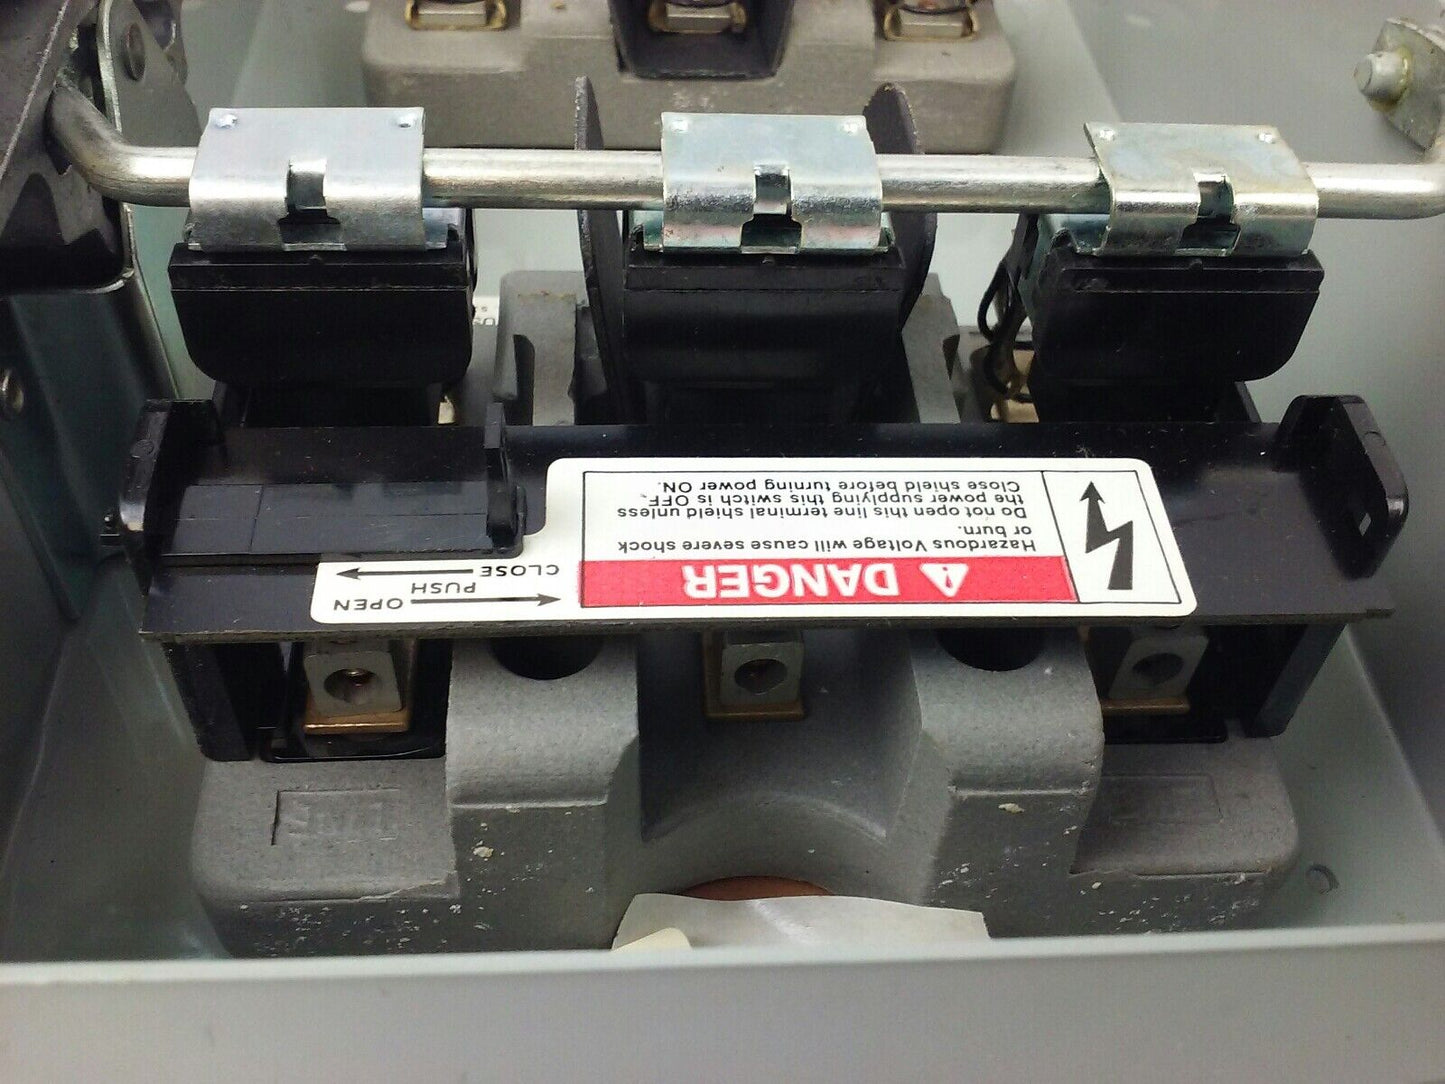 ⚠ DANGER
Hazardous Voltage will cause severe shock
or burn.
Do not open this line terminal shield unless
the power supplying this switch is OFF.
Close shield before turning power ON.
CLOSE
PUSH
OPEN